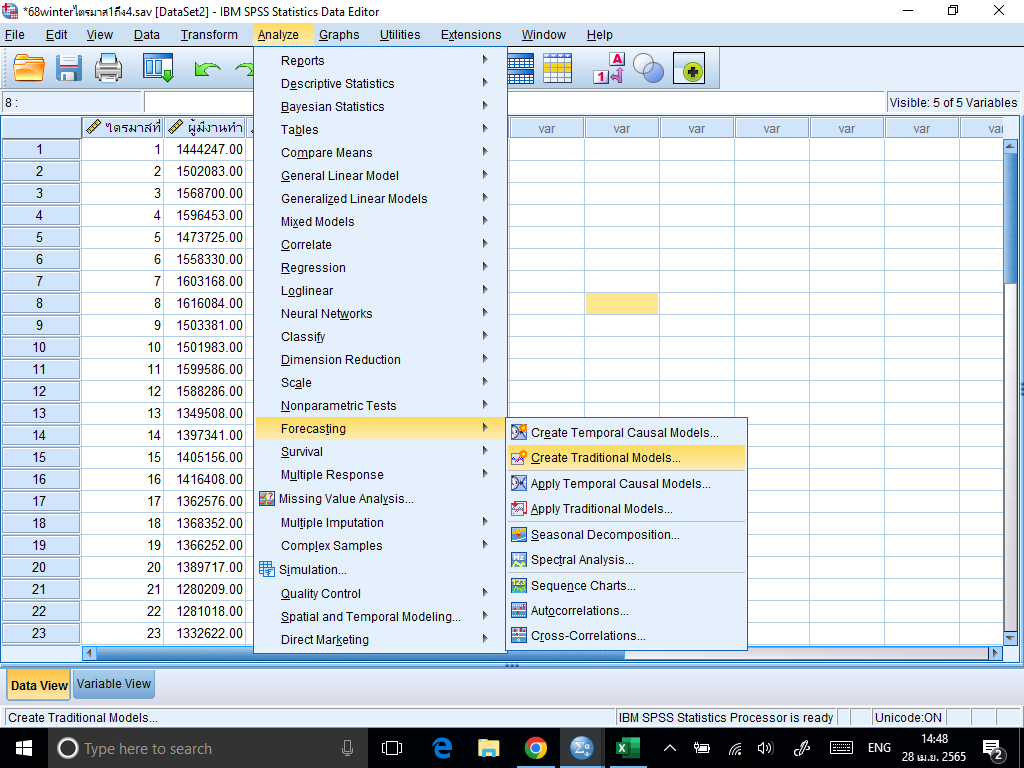 *68winterไตรมาส1ถึง4.sav [DataSet2] - IBM SPSS Statistics Data Editor
File Edit View Data Transform Analyze Graphs Utilities Extensions Window Help
8 :
Visible: 5 of 5 Variables
ไตรมาสที่ ผู้มีงานทำ var var var var var var var
1 1 1444247.00
2 2 1502083.00
3 3 1568700.00
4 4 1596453.00
5 5 1473725.00
6 6 1558330.00
7 7 1603168.00
8 8 1616084.00
9 9 1503381.00
10 10 1501983.00
11 11 1599586.00
12 12 1588286.00
13 13 1349508.00
14 14 1397341.00
15 15 1405156.00
16 16 1416408.00
17 17 1362576.00
18 18 1368352.00
19 19 1366252.00
20 20 1389717.00
21 21 1280209.00
22 22 1281018.00
23 23 1332622.00
Reports
Descriptive Statistics
Bayesian Statistics
Tables
Compare Means
General Linear Model
Generalized Linear Models
Mixed Models
Correlate
Regression
Loglinear
Neural Networks
Classify
Dimension Reduction
Scale
Nonparametric Tests
Forecasting
Survival
Multiple Response
Missing Value Analysis...
Multiple Imputation
Complex Samples
Simulation...
Quality Control
Spatial and Temporal Modeling...
Direct Marketing
Create Temporal Causal Models...
Create Traditional Models...
Apply Temporal Causal Models...
Apply Traditional Models...
Seasonal Decomposition...
Spectral Analysis...
Sequence Charts...
Autocorrelations...
Cross-Correlations...
Data View Variable View
Create Traditional Models... IBM SPSS Statistics Processor is ready Unicode:ON
Type here to search
ENG
14:48
28 เม.ย. 2565
2